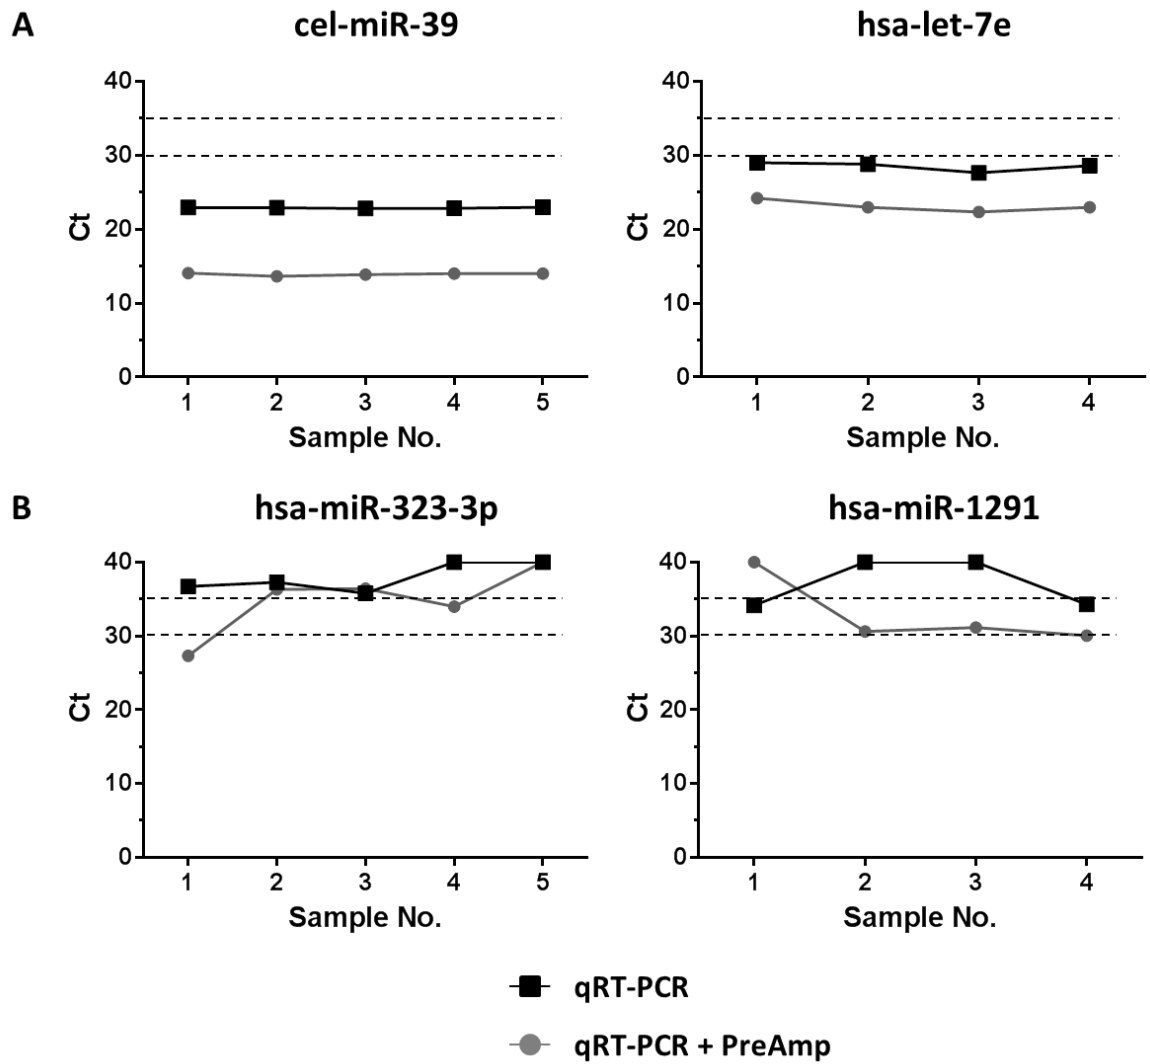 A
cel-miR-39
hsa-let-7e
40
30
20
10
0
Ct
1 2 3 4 5
Sample No.
40
30
20
10
0
Ct
1 2 3 4
Sample No.
B
hsa-miR-323-3p
hsa-miR-1291
40
30
20
10
0
Ct
1 2 3 4 5
Sample No.
40
30
20
10
0
Ct
1 2 3 4
Sample No.
qRT-PCR
qRT-PCR + PreAmp